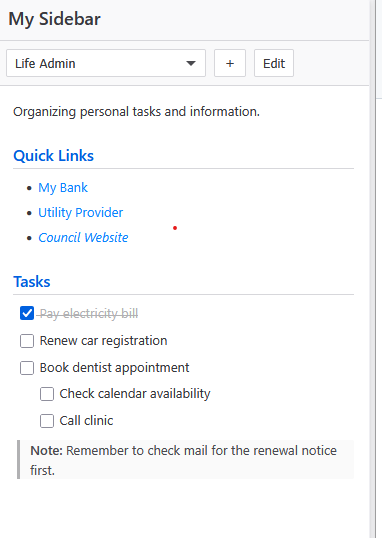 My Sidebar
Life Admin
+
Edit
Organizing personal tasks and information.
Quick Links
My Bank
Utility Provider
Council Website
Tasks
Pay electricity bill
Renew car registration
Book dentist appointment
Check calendar availability
Call clinic
Note: Remember to check mail for the renewal notice
first.